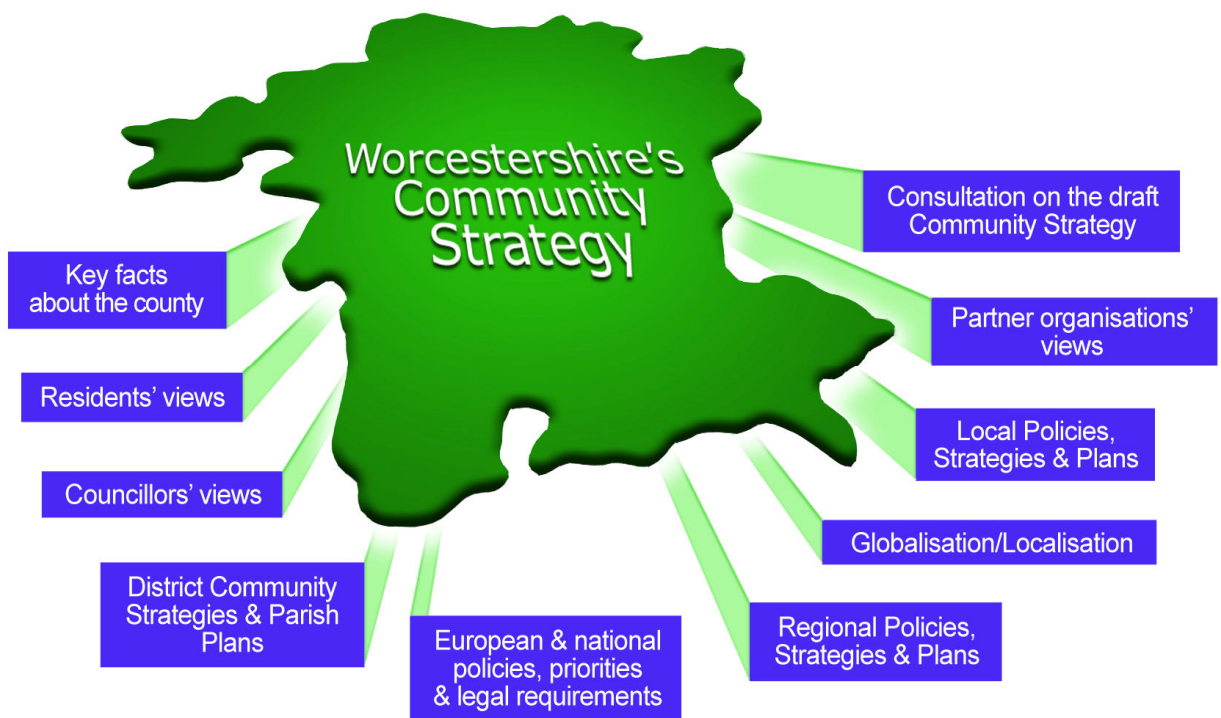 Worcestershire's
Community
Strategy
Key facts
about the county
Residents’ views
Councillors’ views
District Community
Strategies & Parish
Plans
European & national
policies, priorities
& legal requirements
Regional Policies,
Strategies & Plans
Globalisation/Localisation
Local Policies,
Strategies & Plans
Partner organisations’
views
Consultation on the draft
Community Strategy